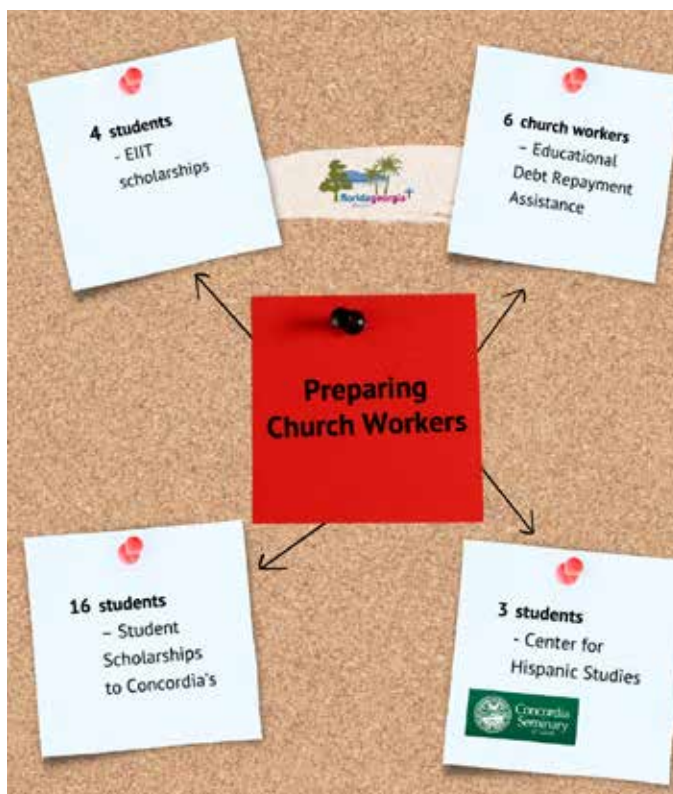 4 students
- EIIT
scholarships
6 church workers
– Educational
Debt Repayment
Assistance
floridageorgia
Preparing
Church Workers
16 students
– Student
Scholarships
to Concordia's
3 students
- Center for
Hispanic Studies
Concordia
Seminary